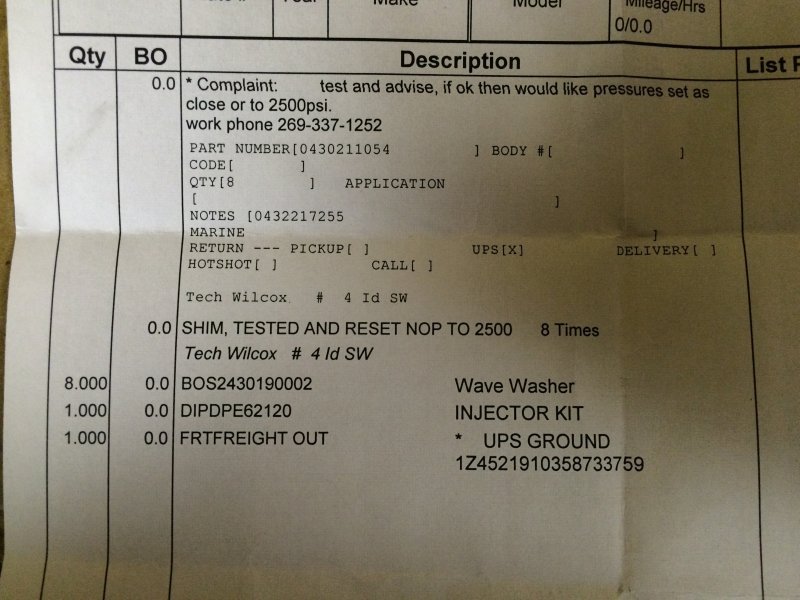 Make
Model
Mileage/Hrs
0/0.0
Qty BO Description List
0.0 * Complaint: test and advise, if ok then would like pressures set as
close or to 2500psi.
work phone 269-337-1252
PART NUMBER[0430211054 ] BODY #[ ]
CODE[ ]
QTY[8 ] APPLICATION
[ ]
NOTES [0432217255
MARINE ]
RETURN --- PICKUP[ ] UPS[X] DELIVERY[ ]
HOTSHOT[ ] CALL[ ]
Tech Wilcox # 4 Id SW
0.0 SHIM, TESTED AND RESET NOP TO 2500 8 Times
Tech Wilcox # 4 Id SW
8.000 0.0 BOS2430190002 Wave Washer
1.000 0.0 DIPDPE62120 INJECTOR KIT
1.000 0.0 FRTFREIGHT OUT * UPS GROUND
1Z4521910358733759